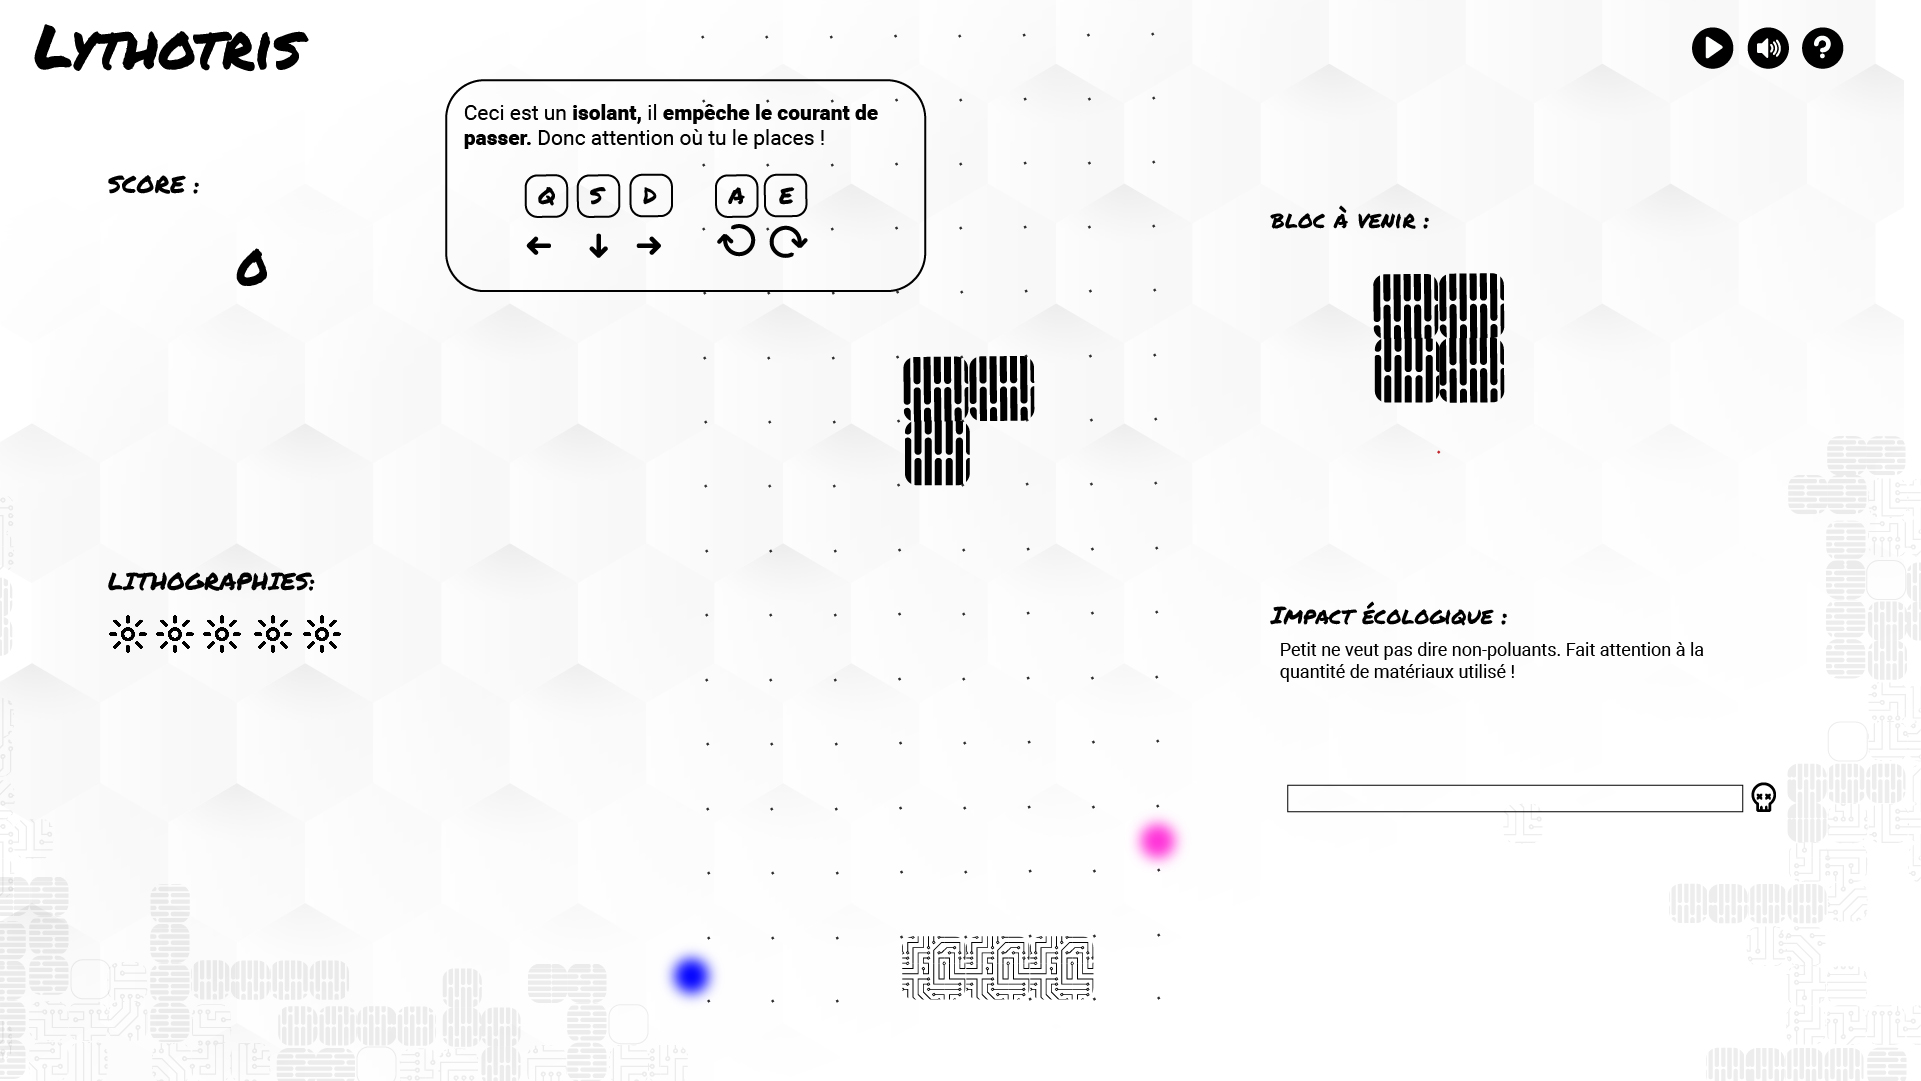 LYTHOTRIS
Ceci est un isolant, il empêche le courant de
passer. Donc attention où tu le places !
Q S D A E
SCORE :
0
BLOC À VENIR :
LITHOGRAPHIES:
IMPACT ÉCOLOGIQUE :
Petit ne veut pas dire non-poluants. Fait attention à la
quantité de matériaux utilisé !